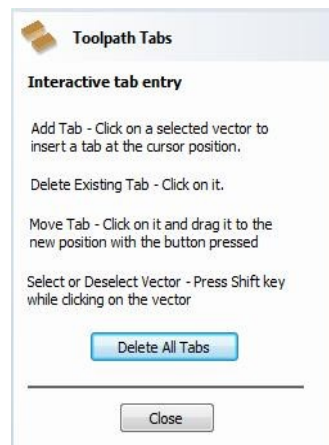 Toolpath Tabs
Interactive tab entry
Add Tab - Click on a selected vector to
insert a tab at the cursor position.
Delete Existing Tab - Click on it.
Move Tab - Click on it and drag it to the
new position with the button pressed
Select or Deselect Vector - Press Shift key
while clicking on the vector
Delete All Tabs
Close